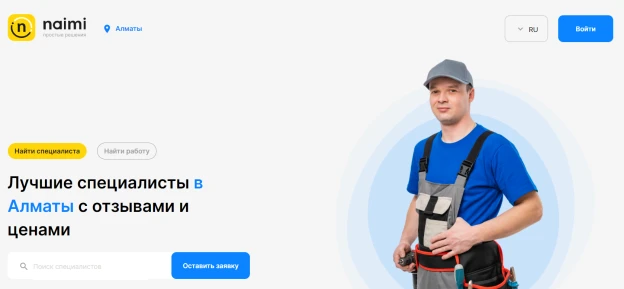 n naimi
простые решения
Алматы
RU
Войти
Найти специалиста
Найти работу
Лучшие специалисты в
Алматы с отзывами и
ценами
Поиск специалистов
Оставить заявку